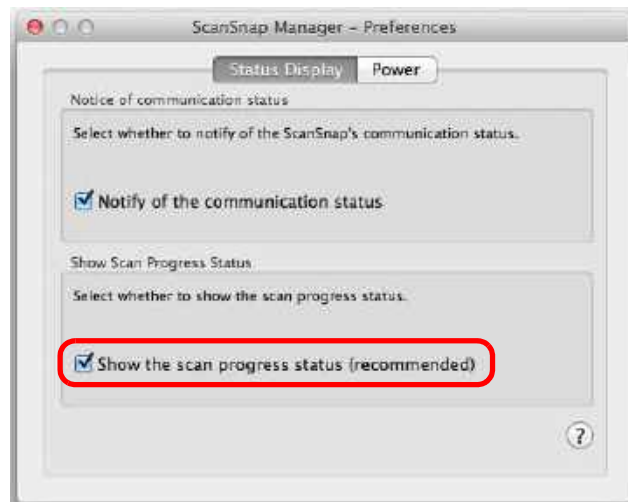 ScanSnap Manager – Preferences
Status Display Power
Notice of communication status
Select whether to notify of the ScanSnap's communication status.
Notify of the communication status
Show Scan Progress Status
Select whether to show the scan progress status.
Show the scan progress status (recommended)
?